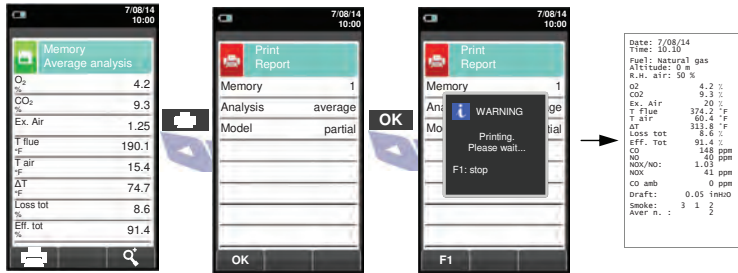 7/08/14
10:00
Memory
Average analysis
O2
%
4.2
CO2
%
9.3
Ex. Air
1.25
T flue
°F
190.1
T air
°F
15.4
ΔT
°F
74.7
Loss tot
%
8.6
Eff. tot
%
91.4
7/08/14
10:00
Print
Report
Memory 1
Analysis average
Model partial
OK
OK
7/08/14
10:00
Print
Report
Memory 1
Ana ge
Mo al
i WARNING
Printing.
Please wait...
F1: stop
F1
Date: 7/08/14
Time: 10.10
Fuel: Natural gas
Altitude: 0 m
R.H. air: 50 %
O2 4.2 %
CO2 9.3 %
Ex. Air 20 %
T flue 374.2 °F
T air 60.4 °F
ΔT 313.8 °F
Loss tot 8.6 %
Eff. Tot 91.4 %
CO 148 ppm
NO 40 ppm
NOX/NO: 1.03
NOX 41 ppm
CO amb 0 ppm
Draft: 0.05 inH2O
Smoke: 3 1 2
Aver n. : 2